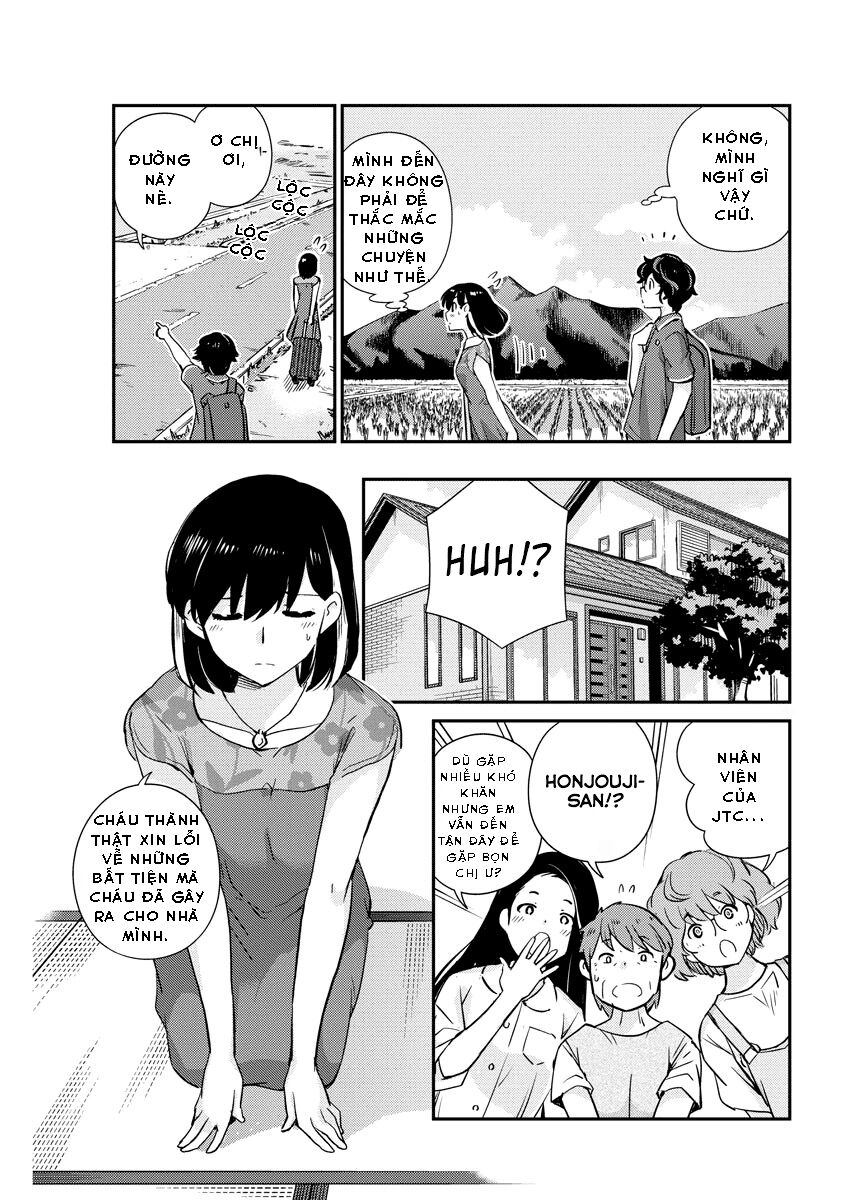 KHÔNG,
MÌNH
NGHĨ GÌ
VẬY
CHỨ.
MÌNH ĐẾN
ĐÂY KHÔNG
PHẢI ĐỂ
THẮC MẮC
NHỮNG
CHUYỆN
NHƯ THẾ.
Ơ CHỊ
ƠI,
ĐƯỜNG
NÀY
NÈ.
LỘC
CỘC
LỘC
CỘC
HUH!?
NHÂN
VIÊN CỦA
JTC...
HONJOUJI-
SAN!?
DÙ GẶP
NHIỀU KHÓ
KHĂN
NHƯNG EM
VẪN ĐẾN
TẬN ĐÂY ĐỂ
GẶP BỌN
CHỊ Ư?
CHÁU THÀNH
THẬT XIN LỖI
VỀ NHỮNG
BẤT TIỆN MÀ
CHÁU ĐÃ GÂY
RA CHO NHÀ
MÌNH.